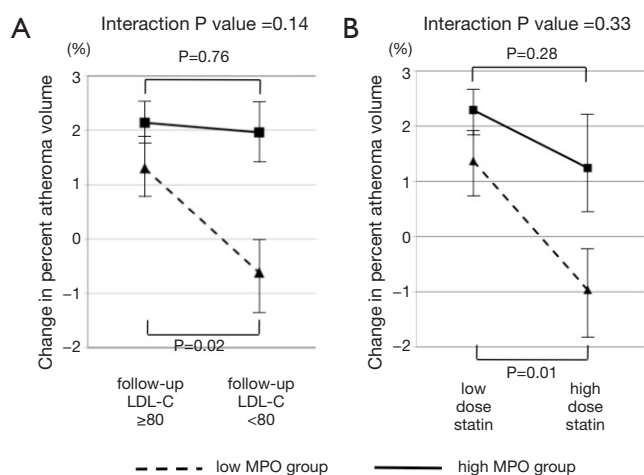 A
Interaction P value =0.14
(%)
P=0.76
3
2
1
0
−1
−2
Change in percent atheroma volume
P=0.02
follow-up
LDL-C
≥80
follow-up
LDL-C
<80
B
Interaction P value =0.33
(%)
P=0.28
3
2
1
0
−1
−2
Change in percent atheroma volume
P=0.01
low
dose
statin
high
dose
statin
low MPO group
high MPO group